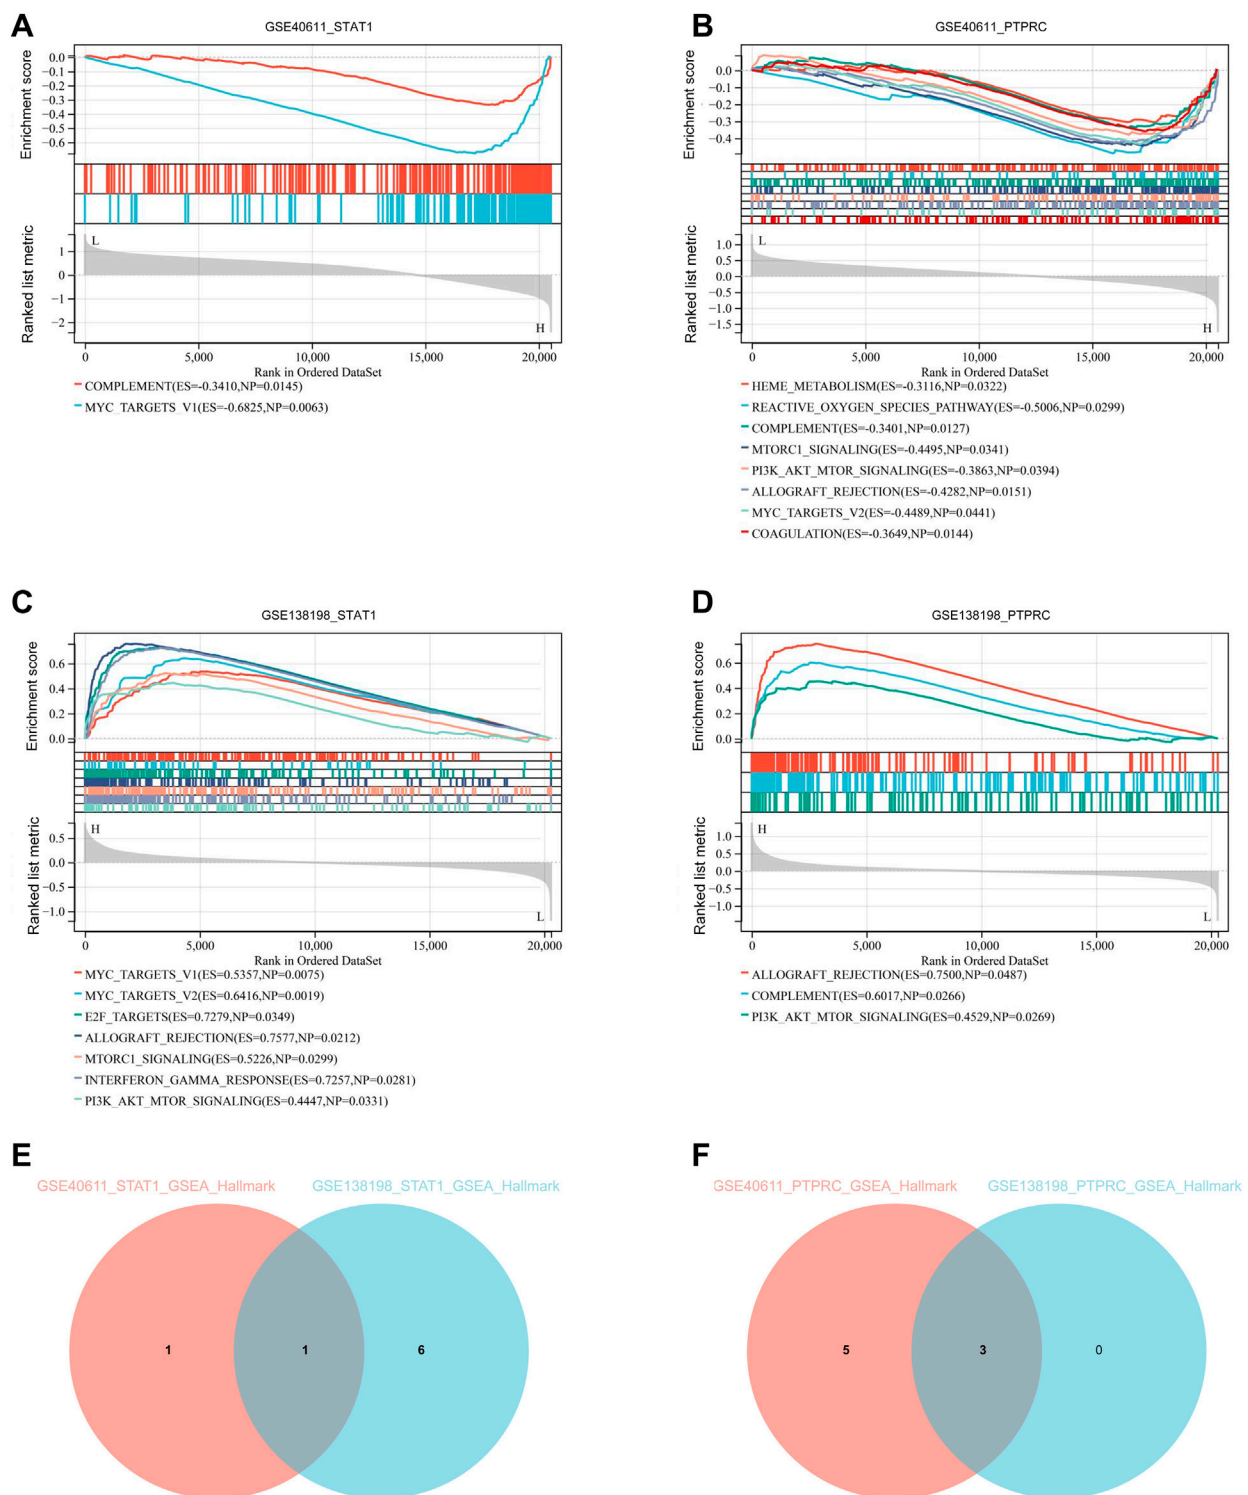 A
GSE40611_STAT1
Enrichment score
0.0
−0.1
−0.2
−0.3
−0.4
−0.5
−0.6
Ranked list metric
L
1
0
−1
−2
H
0 5,000 10,000 15,000 20,000
Rank in Ordered DataSet
COMPLEMENT(ES=-0.3410,NP=0.0145)
MYC_TARGETS_V1(ES=-0.6825,NP=0.0063)
B
GSE40611_PTPRC
Enrichment score
0.0
−0.1
−0.2
−0.3
−0.4
Ranked list metric
L
1.0
0.5
0.0
−0.5
−1.0
−1.5
H
0 5,000 10,000 15,000 20,000
Rank in Ordered DataSet
HEME_METABOLISM(ES=-0.3116,NP=0.0322)
REACTIVE_OXYGEN_SPECIES_PATHWAY(ES=-0.5006,NP=0.0299)
COMPLEMENT(ES=-0.3401,NP=0.0127)
MTORC1_SIGNALING(ES=-0.4495,NP=0.0341)
PI3K_AKT_MTOR_SIGNALING(ES=-0.3863,NP=0.0394)
ALLOGRAFT_REJECTION(ES=-0.4282,NP=0.0151)
MYC_TARGETS_V2(ES=-0.4489,NP=0.0441)
COAGULATION(ES=-0.3649,NP=0.0144)
C
GSE138198_STAT1
Enrichment score
0.6
0.4
0.2
0.0
Ranked list metric
H
0.5
0.0
−0.5
−1.0
L
0 5,000 10,000 15,000 20,000
Rank in Ordered DataSet
MYC_TARGETS_V1(ES=0.5357,NP=0.0075)
MYC_TARGETS_V2(ES=0.6416,NP=0.0019)
E2F_TARGETS(ES=0.7279,NP=0.0349)
ALLOGRAFT_REJECTION(ES=0.7577,NP=0.0212)
MTORC1_SIGNALING(ES=0.5226,NP=0.0299)
INTERFERON_GAMMA_RESPONSE(ES=0.7257,NP=0.0281)
PI3K_AKT_MTOR_SIGNALING(ES=0.4447,NP=0.0331)
D
GSE138198_PTPRC
Enrichment score
0.6
0.4
0.2
0.0
Ranked list metric
H
1.0
0.5
0.0
−0.5
−1.0
L
0 5,000 10,000 15,000 20,000
Rank in Ordered DataSet
ALLOGRAFT_REJECTION(ES=0.7500,NP=0.0487)
COMPLEMENT(ES=0.6017,NP=0.0266)
PI3K_AKT_MTOR_SIGNALING(ES=0.4529,NP=0.0269)
E
GSE40611_STAT1_GSEA_Hallmark GSE138198_STAT1_GSEA_Hallmark
1 1 6
F
GSE40611_PTPRC_GSEA_Hallmark GSE138198_PTPRC_GSEA_Hallmark
5 3 0